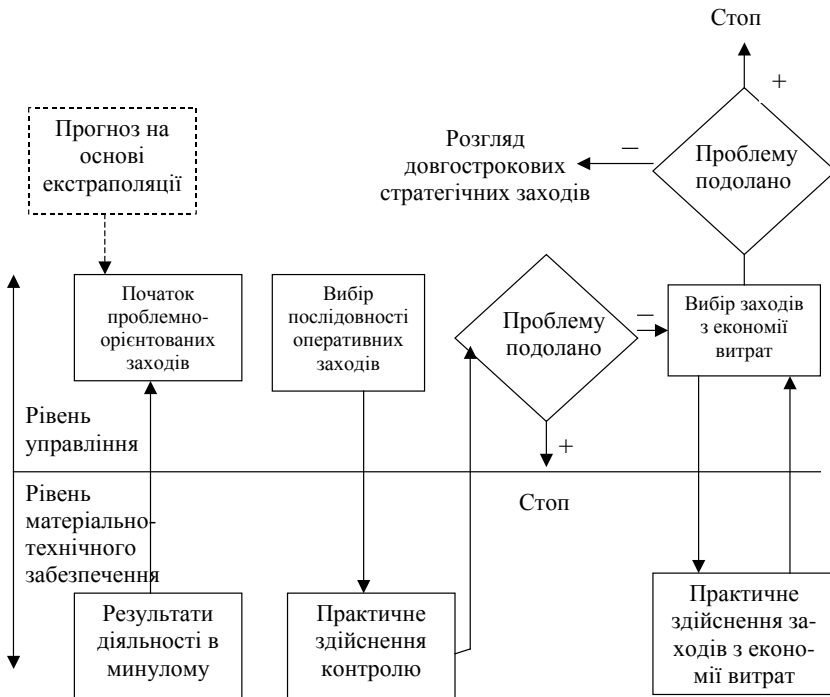 Стоп
+
Прогноз на
основі
екстраполяції
Розгляд
довгострокових
стратегічних заходів
–
Проблему
подолано
Початок
проблемно-
орієнтованих
заходів
Вибір
послідовності
оперативних
заходів
Проблему
подолано
–
Вибір заходів
з економії
витрат
+
Рівень
управління
Стоп
Рівень
матеріально-
технічного
забезпечення
Результати
діяльності в
минулому
Практичне
здійснення
контролю
Практичне
здійснення за-
ходів з еконо-
мії витрат